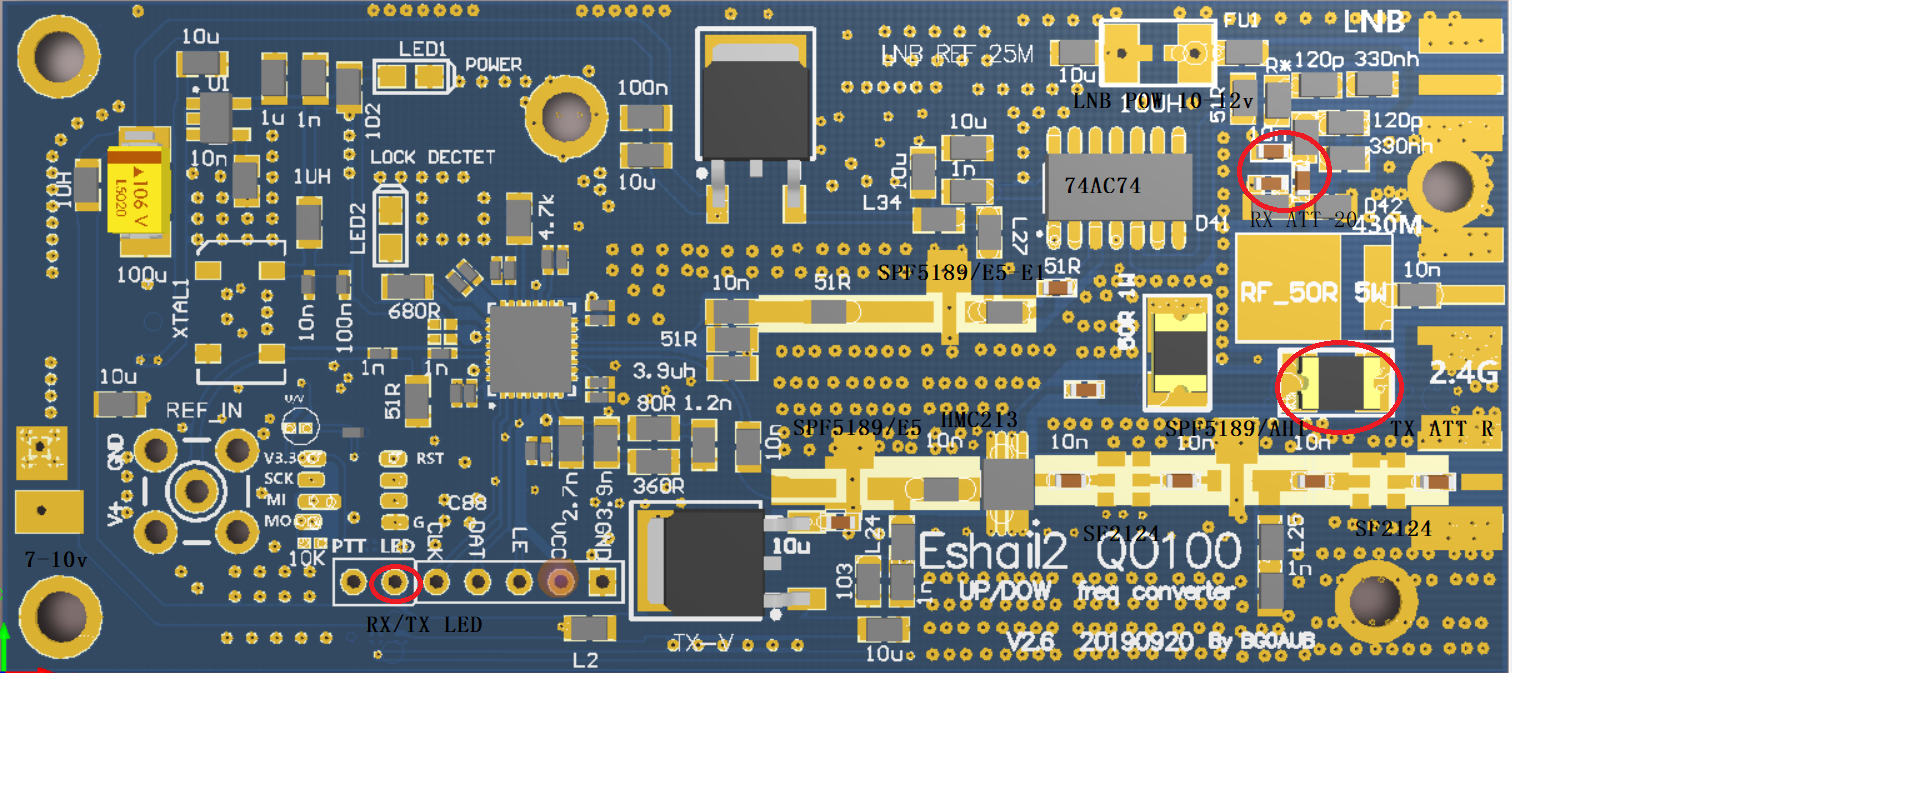 LNB
FU1
10u
LED1
POWER
LNB REF 25M
10u
R*
120p
330nh
U1
100n
51R
LNB POW 10-12v
10UH
1u
1n
102
10u
120p
10n
LOCK DECTET
10n
330nh
10u
1n
1UH
1UH
10u
74AC74
L34
4.7k
D42
LED2
L27
D41
RX ATT-20
430M
100u
SPF5189/E5-E1
51R
10n
10n
51R
XTAL1
680R
10n
100n
RF_50R 5W
51R
1n
1n
3.9uh
2.4G
10u
51R
80R
1.2n
REF_IN
SPF5189/E5
HMC213
SPF5189/AH1
TX ATT R
GND
10n
10n
10n
10n
10n
V3.3
RST
SCK
360R
MI
C88
2.7n
3.9n
V+
MO
G
CLK
DAT
LE
VCO
GND
L24
SF2124
L25
SF2124
7-10v
10K
PTT
LED
10u
Eshail2 QO100
1n
103
1n
UP/DOW freq converter
RX/TX LED
TX-V
V2.6 20190920 By BG0AUB
L2
10u